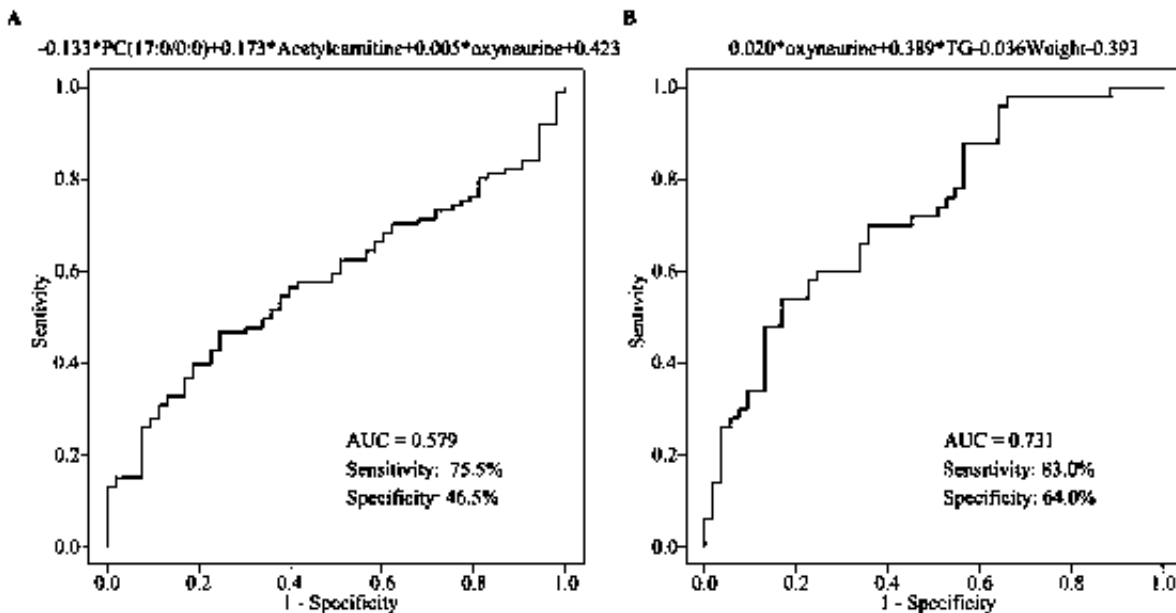 A
-0.133*PC(17:0/0:0)+0.173*Acetylcarnitine+0.005*oxyneurine+0.423
1.0
0.8
0.6
0.4
0.2
0.0
Sentivity
AUC = 0.579
Sensitivity: 75.5%
Specificity: 46.5%
0.0 0.2 0.4 0.6 0.8 1.0
1 - Specificity
B
0.020*oxyneurine+0.389*TG-0.036Weight-0.393
1.0
0.8
0.6
0.4
0.2
0.0
Sentivity
AUC = 0.731
Sensitivity: 83.0%
Specificity:
0.0 0.2 0.4 0.6 0.8 1.0
1 - Specificity